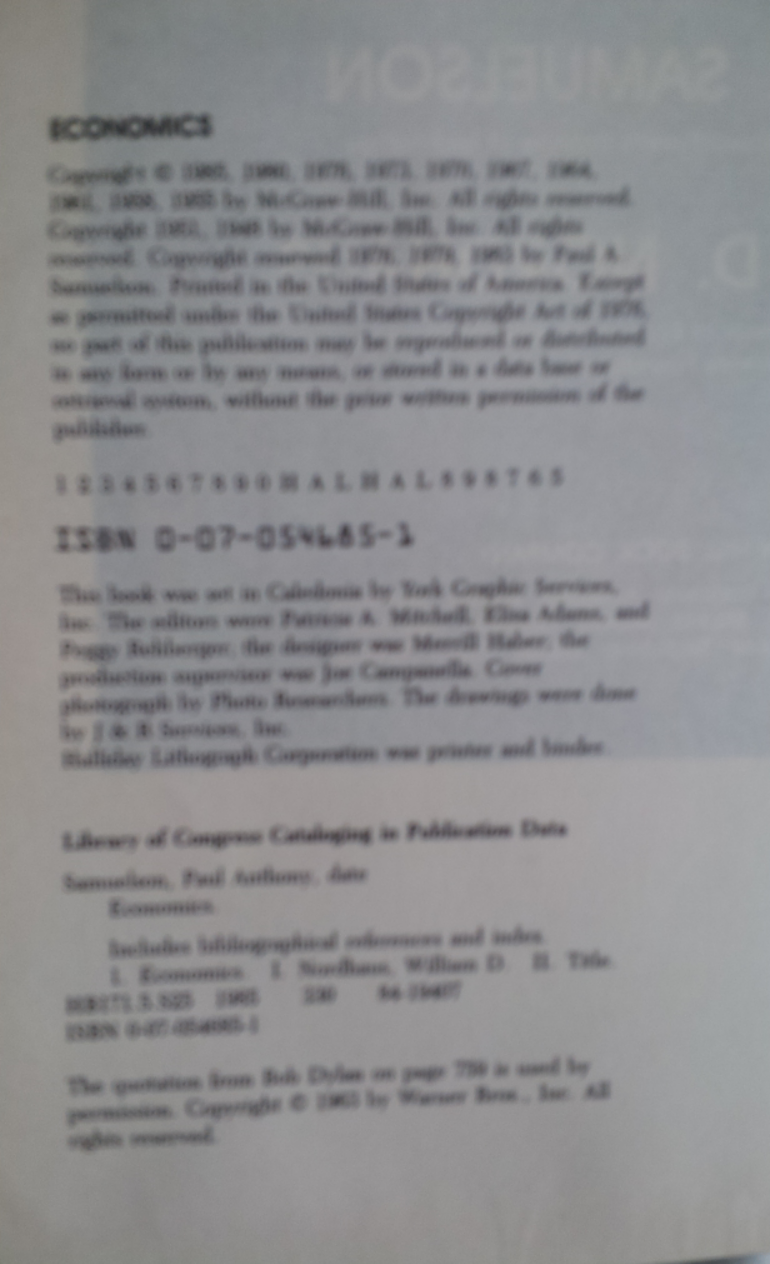 SAMUELSON
ECONOMICS
Copyright © 1985, 1980, 1976, 1973, 1970, 1967, 1964,
1961, 1958, 1955 by McGraw-Hill, Inc. All rights reserved.
Copyright 1951, 1948 by McGraw-Hill, Inc. All rights
reserved. Copyright renewed 1976, 1979, 1983 by Paul A.
Samuelson. Printed in the United States of America. Except
as permitted under the United States Copyright Act of 1976,
no part of this publication may be reproduced or distributed
in any form or by any means, or stored in a data base or
retrieval system, without the prior written permission of the
publisher.
1 2 3 4 5 6 7 8 9 0 H A L H A L 8 9 8 7 6 5
ISBN 0-07-054685-1
This book was set in Caledonia by York Graphic Services,
Inc. The editors were Patricia A. Mitchell, Elisa Adams, and
Peggy the designer was Merrill Haber; the
production supervisor was Joe Campanella. Cover
photograph by Photo Researchers. The drawings were done
by J & R Services, Inc.
Halliday Lithograph Corporation was printer and binder.
Library of Congress Cataloging in Publication Data
Samuelson, Paul Anthony, date
Economics.
Includes bibliographical references and index.
1. Economics. I. Nordhaus, William D. II. Title.
HB171.5.S25 1985 330
ISBN 0-07-054685-1
The quotation from Bob Dylan on page is used by
permission. Copyright © by Warner Bros., Inc. All
rights reserved.